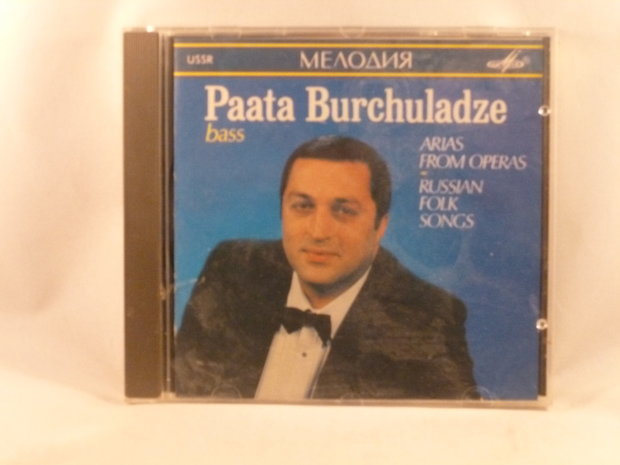 USSR
МЕЛОДИЯ
Paata Burchuladze
bass
ARIAS
FROM OPERAS
-
RUSSIAN
FOLK
SONGS